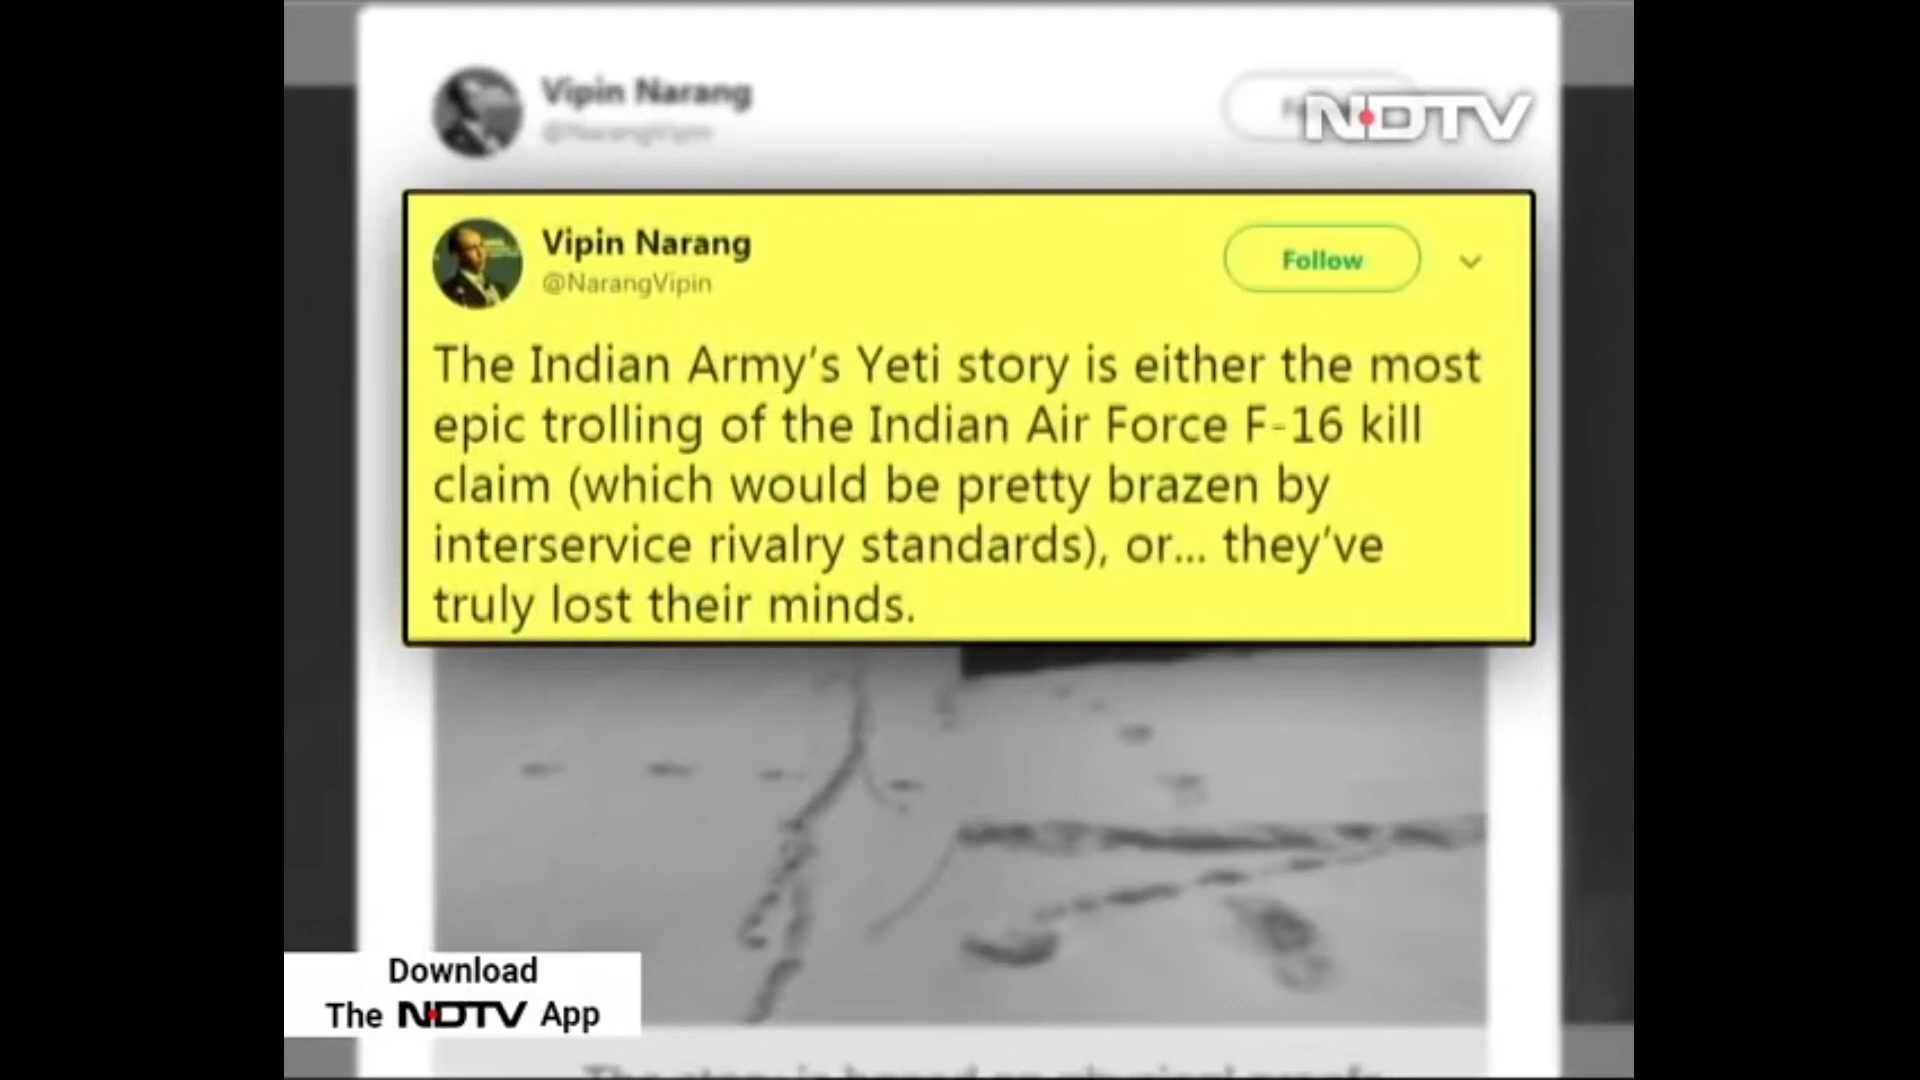 Vipin Narang
@NarangVipin
NDTV
Vipin Narang
@NarangVipin
Follow
The Indian Army's Yeti story is either the most
epic trolling of the Indian Air Force F-16 kill
claim (which would be pretty brazen by
interservice rivalry standards), or... they've
truly lost their minds.
Download
The NDTV App